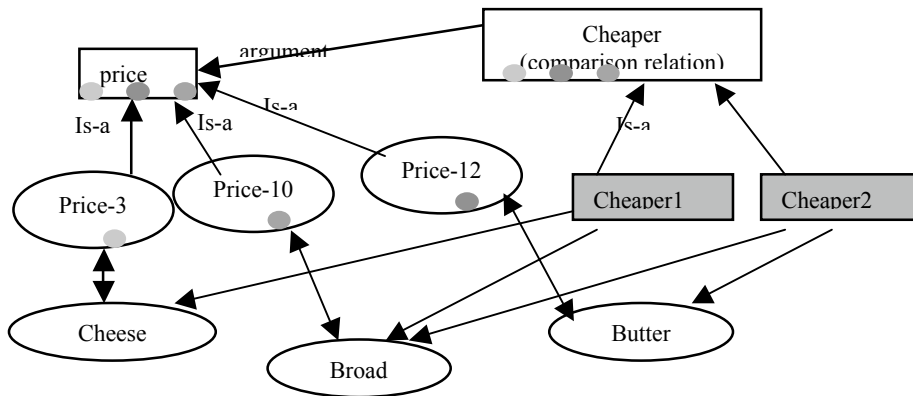 Cheaper
argument
(comparison relation)
price
Is-a
Is-a
Is-a
Is-a
Price-12
Price-10
Price-3
Cheaper1
Cheaper2
Cheese
Broad
Butter